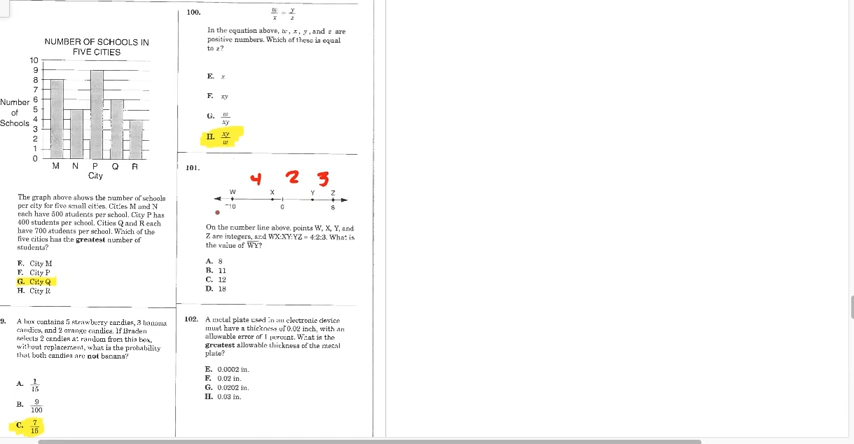 NUMBER OF SCHOOLS IN
FIVE CITIES
10
9
8
7
6
5
4
3
2
1
0
Number
of
Schools
M N P Q R
City
The graph above shows the number of schools
per city for five small cities. Cities M and N
each have 500 students per school. City P has
400 students per school. Cities Q and R each
have 700 students per school. Which of the
five cities has the greatest number of
students?
E. City M
F. City P
G. City Q
H. City R
9. A box contains 5 strawberry candies, 3 banana
candies, and 2 orange candies. If Braden
selects 2 candies at random from this box,
without replacement, what is the probability
that both candies are not banana?
A. 1/15
B. 9/100
C. 7/15
100.
w/x = y/z
In the equation above, w, x, y, and z are
positive numbers. Which of these is equal
to z?
E. x
F. xy
G. w/xy
H. xy/w
101.
4 2 3
W X Y Z
-10 0 6
On the number line above, points W, X, Y, and
Z are integers, and WX:XY:YZ = 4:2:3. What is
the value of WY?
A. 8
B. 11
C. 12
D. 18
102. A metal plate used in an electronic device
must have a thickness of 0.02 inch, with an
allowable error of 1 percent. What is the
greatest allowable thickness of the metal
plate?
E. 0.0002 in.
F. 0.02 in.
G. 0.0202 in.
H. 0.03 in.